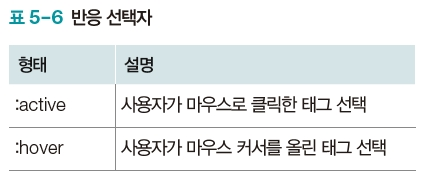 표 5-6 반응 선택자
형태 설명
:active 사용자가 마우스로 클릭한 태그 선택
:hover 사용자가 마우스 커서를 올린 태그 선택